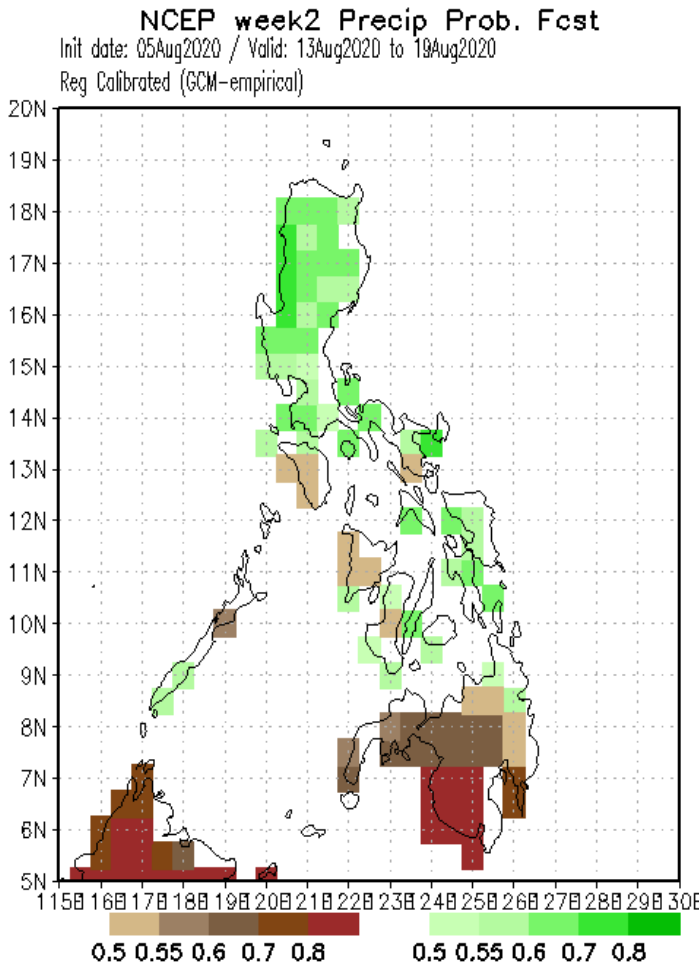 NCEP week2 Precip Prob. Fcst
Init date: 05Aug2020 / Valid: 13Aug2020 to 19Aug2020
Reg Calibrated (GCM-empirical)
20N
19N
18N
17N
16N
15N
14N
13N
12N
11N
10N
9N
8N
7N
6N
5N
115E 116E 117E 118E 119E 120E 121E 122E 123E 124E 125E 126E 127E 128E 129E 130E
0.5 0.55 0.6 0.7 0.8 0.5 0.55 0.6 0.7 0.8